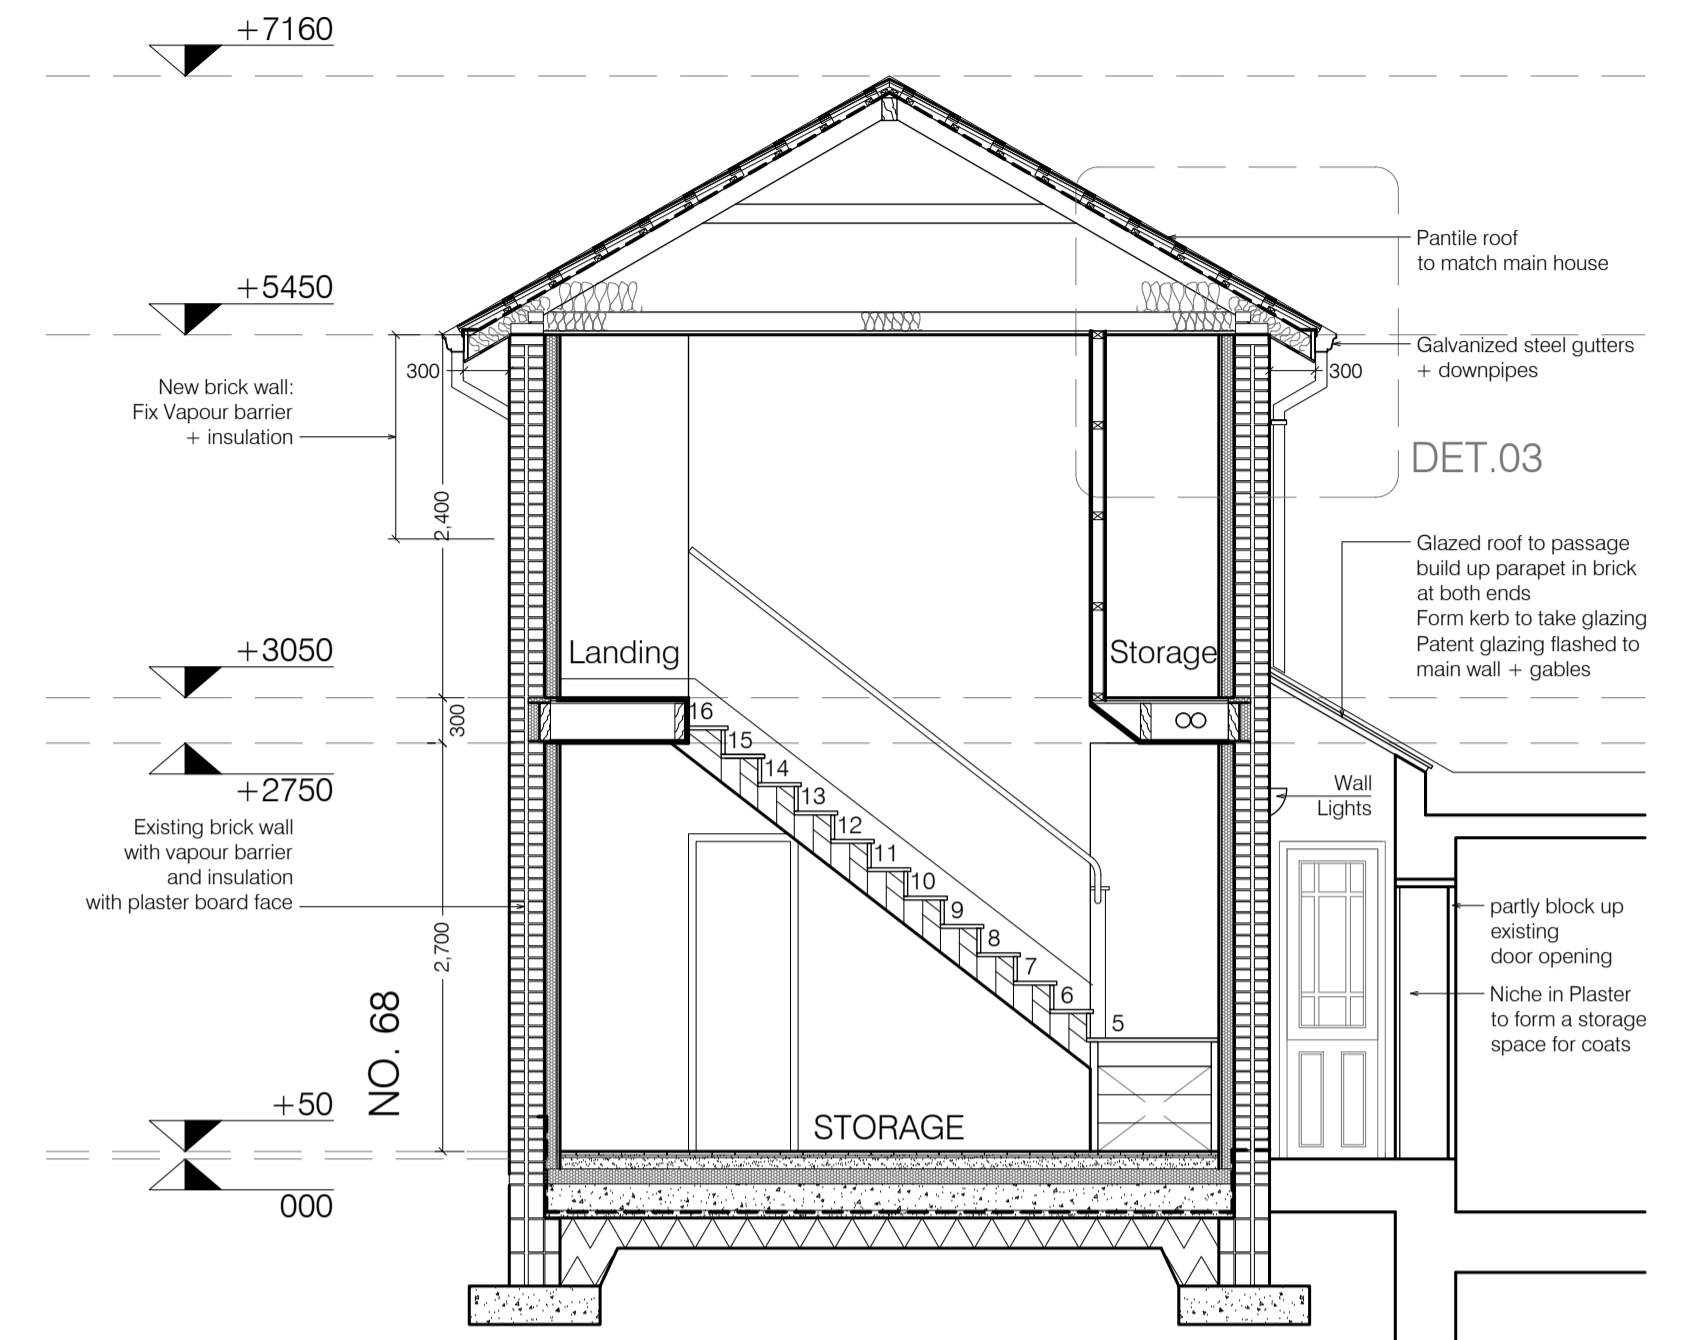 +7160
+5450
Pantile roof
to match main house
Galvanized steel gutters
+ downpipes
300
300
New brick wall:
Fix Vapour barrier
+ insulation
DET.03
2,400
Glazed roof to passage
build up parapet in brick
at both ends
Form kerb to take glazing
Patent glazing flashed to
main wall + gables
+3050
Landing
Storage
300
16
15
14
13
12
11
10
9
8
7
6
5
+2750
Wall
Lights
Existing brick wall
with vapour barrier
and insulation
with plaster board face
2,700
partly block up
existing
door opening
Niche in Plaster
to form a storage
space for coats
NO. 68
+50
STORAGE
000